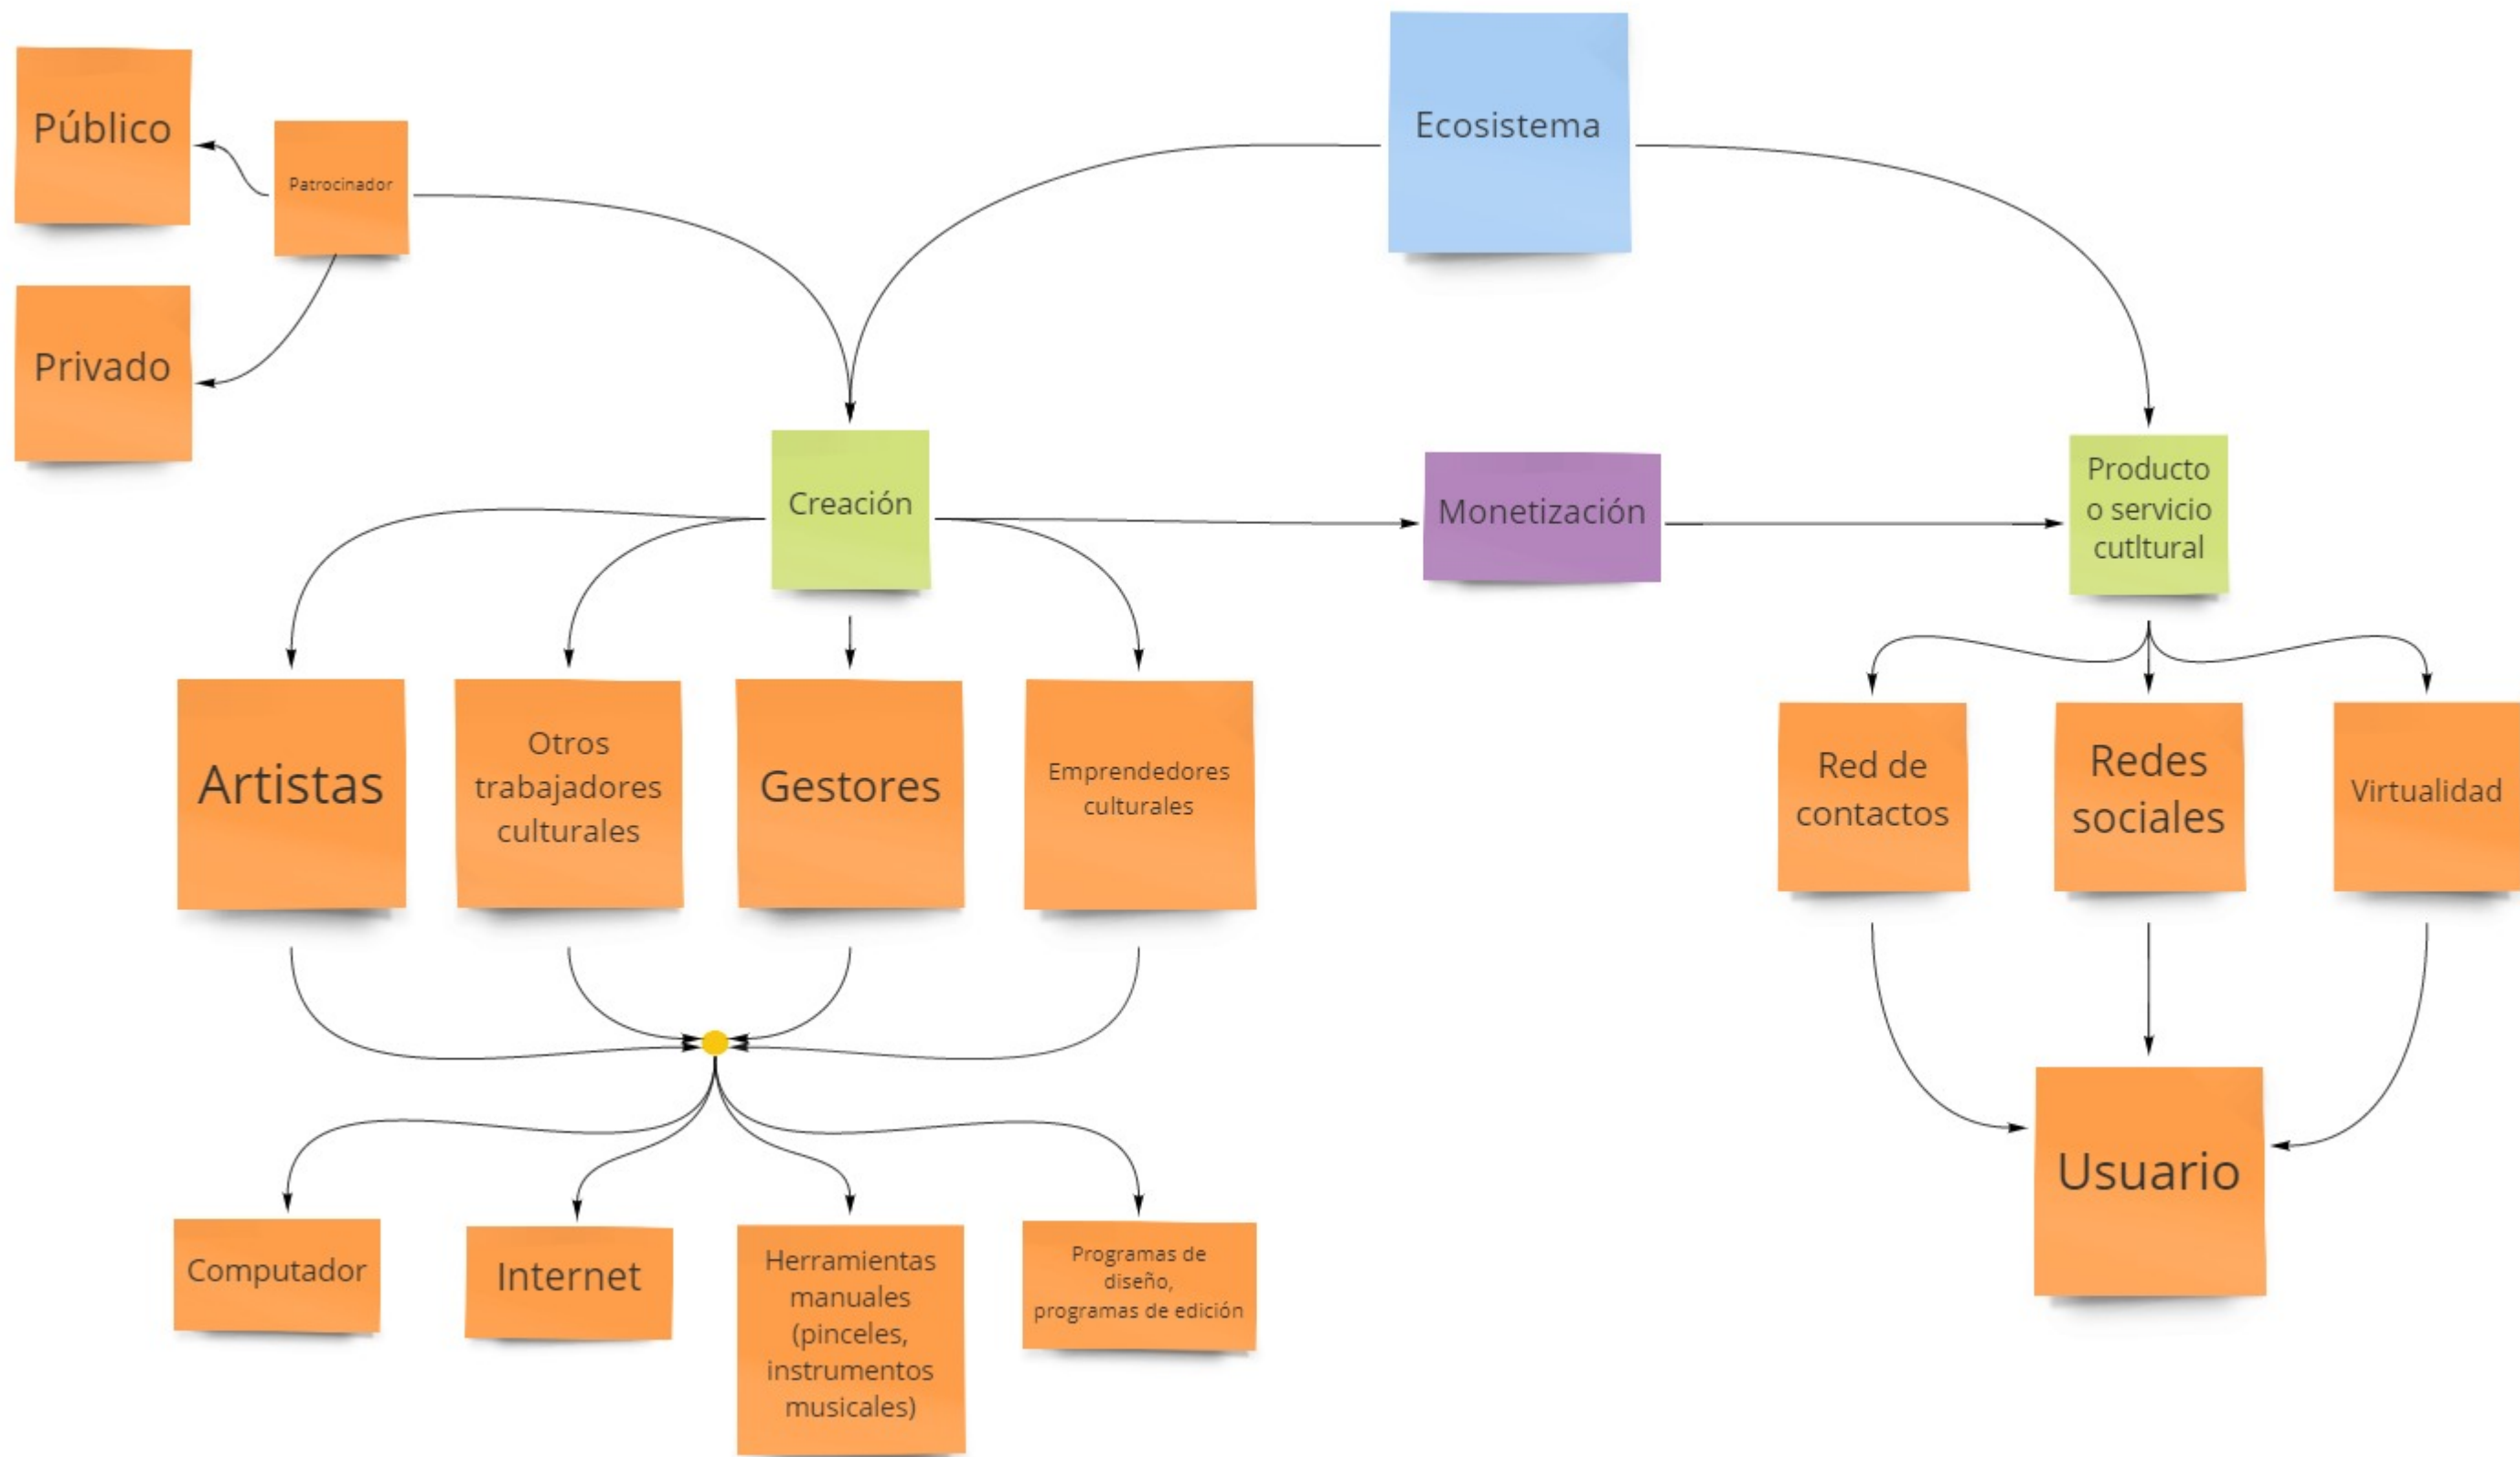 Público
Patrocinador
Privado
Ecosistema
Creación
Monetización
Producto
o servicio
cutltural
Artistas
Otros
trabajadores
culturales
Gestores
Emprendedores
culturales
Red de
contactos
Redes
sociales
Virtualidad
Computador
Internet
Herramientas
manuales
(pinceles,
instrumentos
musicales)
Programas de
diseño,
programas de edición
Usuario